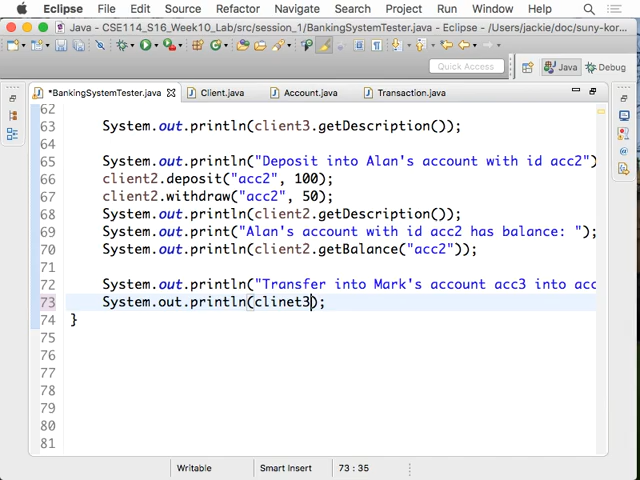 Eclipse File Edit Source Refactor Navigate Search Project Run Window Help
Java - CSE114_S16_Week10_Lab/src/session_1/BankingSystemTester.java - Eclipse - /Users/jackie/doc/suny-kor...
Quick Access Java Debug
*BankingSystemTester.java Client.java Account.java Transaction.java
62
63 System.out.println(client3.getDescription());
64
65 System.out.println("Deposit into Alan's account with id acc2")
66 client2.deposit("acc2", 100);
67 client2.withdraw("acc2", 50);
68 System.out.println(client2.getDescription());
69 System.out.print("Alan's account with id acc2 has balance: ");
70 System.out.println(client2.getBalance("acc2"));
71
72 System.out.println("Transfer into Mark's account acc3 into acc
73 System.out.println(clinet3);
74 }
75
76
77
78
79
80
81
Writable Smart Insert 73 : 35